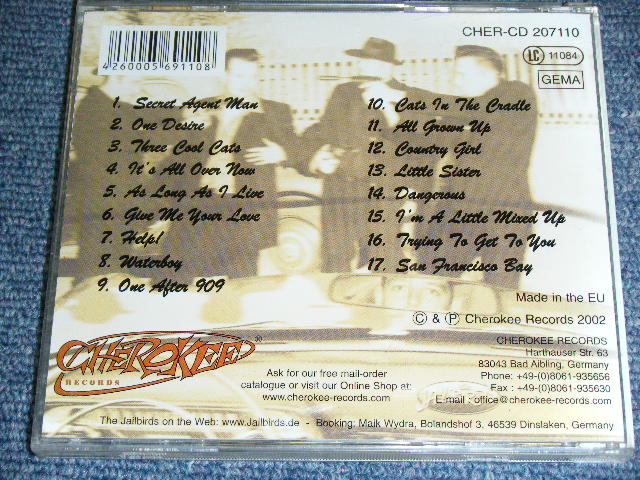 CHER-CD 207110
LC 11084
GEMA
4260005691108
1. Secret Agent Man
2. One Desire
3. Three Cool Cats
4. It's All Over Now
5. As Long As I Live
6. Give Me Your Love
7. Help!
8. Waterboy
9. One After 909
10. Cats In The Cradle
11. All Grown Up
12. Country Girl
13. Little Sister
14. Dangerous
15. I'm A Little Mixed Up
16. Trying To Get To You
17. San Francisco Bay
Made in the EU
© & ℗ Cherokee Records 2002
CHEROKEE®
RECORDS
Ask for our free mail-order
catalogue or visit our Online Shop at:
www.cherokee-records.com
CHEROKEE RECORDS
Harthauser Str. 63
83043 Bad Aibling, Germany
Phone: +49-(0)8061-935656
Fax : +49-(0)8061-930630
E-mail : office@cherokee-records.com
The Jailbirds on the Web: www.Jailbirds.de - Booking: Maik Wydra, Bolandshof 3, 46539 Dinslaken, Germany